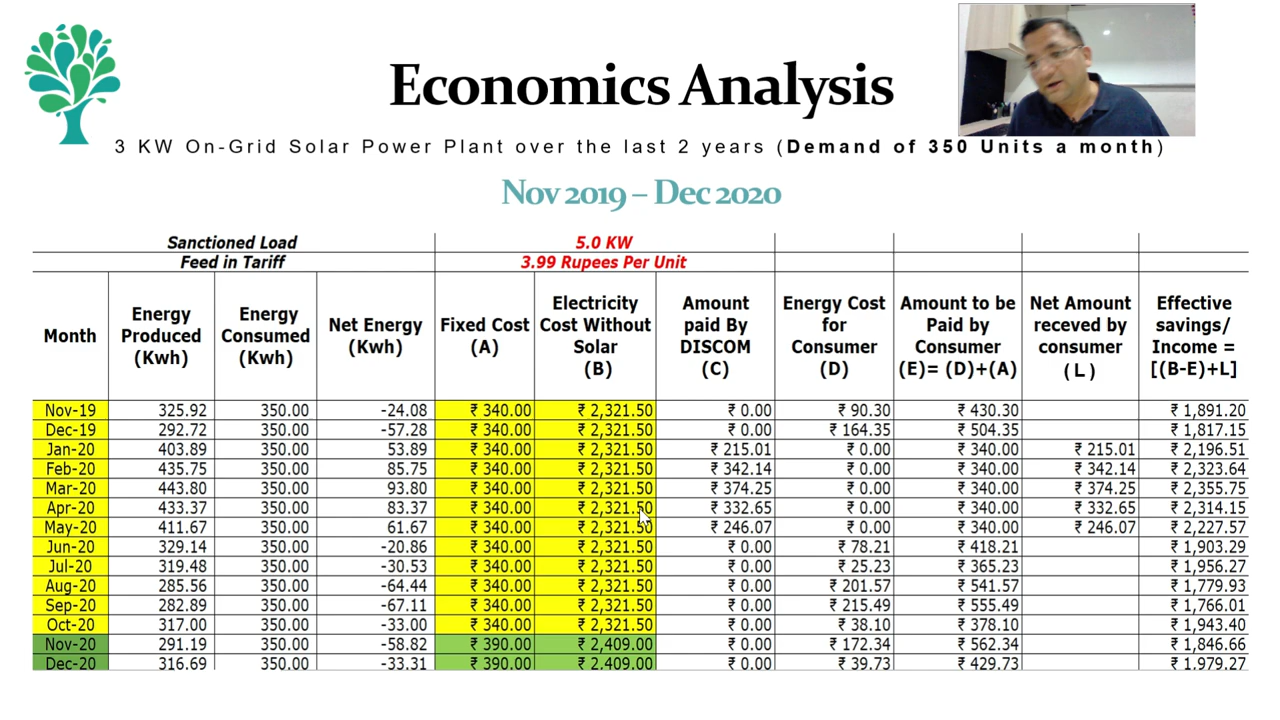 Economics Analysis
3 KW On-Grid Solar Power Plant over the last 2 years (Demand of 350 Units a month)
Nov 2019 – Dec 2020
Sanctioned Load 5.0 KW
Feed in Tariff 3.99 Rupees Per Unit
Month Energy Produced (Kwh) Energy Consumed (Kwh) Net Energy (Kwh) Fixed Cost (A) Electricity Cost Without Solar (B) Amount paid By DISCOM (C) Energy Cost for Consumer (D) Amount to be Paid by Consumer (E)= (D)+(A) Net Amount receved by consumer (L) Effective savings/ Income = [(B-E)+L]
Nov-19 325.92 350.00 -24.08 ₹ 340.00 ₹ 2,321.50 ₹ 0.00 ₹ 90.30 ₹ 430.30 ₹ 1,891.20
Dec-19 292.72 350.00 -57.28 ₹ 340.00 ₹ 2,321.50 ₹ 0.00 ₹ 164.35 ₹ 504.35 ₹ 1,817.15
Jan-20 403.89 350.00 53.89 ₹ 340.00 ₹ 2,321.50 ₹ 215.01 ₹ 0.00 ₹ 340.00 ₹ 215.01 ₹ 2,196.51
Feb-20 435.75 350.00 85.75 ₹ 340.00 ₹ 2,321.50 ₹ 342.14 ₹ 0.00 ₹ 340.00 ₹ 342.14 ₹ 2,323.64
Mar-20 443.80 350.00 93.80 ₹ 340.00 ₹ 2,321.50 ₹ 374.25 ₹ 0.00 ₹ 340.00 ₹ 374.25 ₹ 2,355.75
Apr-20 433.37 350.00 83.37 ₹ 340.00 ₹ 2,321.50 ₹ 332.65 ₹ 0.00 ₹ 340.00 ₹ 332.65 ₹ 2,314.15
May-20 411.67 350.00 61.67 ₹ 340.00 ₹ 2,321.50 ₹ 246.07 ₹ 0.00 ₹ 340.00 ₹ 246.07 ₹ 2,227.57
Jun-20 329.14 350.00 -20.86 ₹ 340.00 ₹ 2,321.50 ₹ 0.00 ₹ 78.21 ₹ 418.21 ₹ 1,903.29
Jul-20 319.48 350.00 -30.53 ₹ 340.00 ₹ 2,321.50 ₹ 0.00 ₹ 25.23 ₹ 365.23 ₹ 1,956.27
Aug-20 285.56 350.00 -64.44 ₹ 340.00 ₹ 2,321.50 ₹ 0.00 ₹ 201.57 ₹ 541.57 ₹ 1,779.93
Sep-20 282.89 350.00 -67.11 ₹ 340.00 ₹ 2,321.50 ₹ 0.00 ₹ 215.49 ₹ 555.49 ₹ 1,766.01
Oct-20 317.00 350.00 -33.00 ₹ 340.00 ₹ 2,321.50 ₹ 0.00 ₹ 38.10 ₹ 378.10 ₹ 1,943.40
Nov-20 291.19 350.00 -58.82 ₹ 390.00 ₹ 2,409.00 ₹ 0.00 ₹ 172.34 ₹ 562.34 ₹ 1,846.66
Dec-20 316.69 350.00 -33.31 ₹ 390.00 ₹ 2,409.00 ₹ 0.00 ₹ 39.73 ₹ 429.73 ₹ 1,979.27